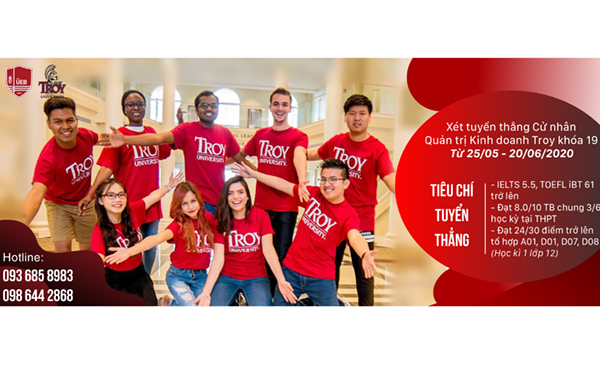 UEB
TROY
UNIVERSITY
TROY
UNIVERSITY
TROY
UNIVERSITY.
TROY
UNIVERSITY.
TROY
UNIVERSITY.
TROY
UNIVERSITY.
Xét tuyển thẳng Cử nhân
Quản trị Kinh doanh Troy khóa 19
Từ 25/05 - 20/06/2020
TIÊU CHÍ
TUYỂN
THẲNG
- IELTS 5.5, TOEFL iBT 61
trở lên
- Đạt 8.0/10 TB chung 3/6
học kỳ tại THPT
- Đạt 24/30 điểm trở lên
tổ hợp A01, D01, D07, D08
(Học kì 1 lớp 12)
Hotline:
093 685 8983
098 644 2868